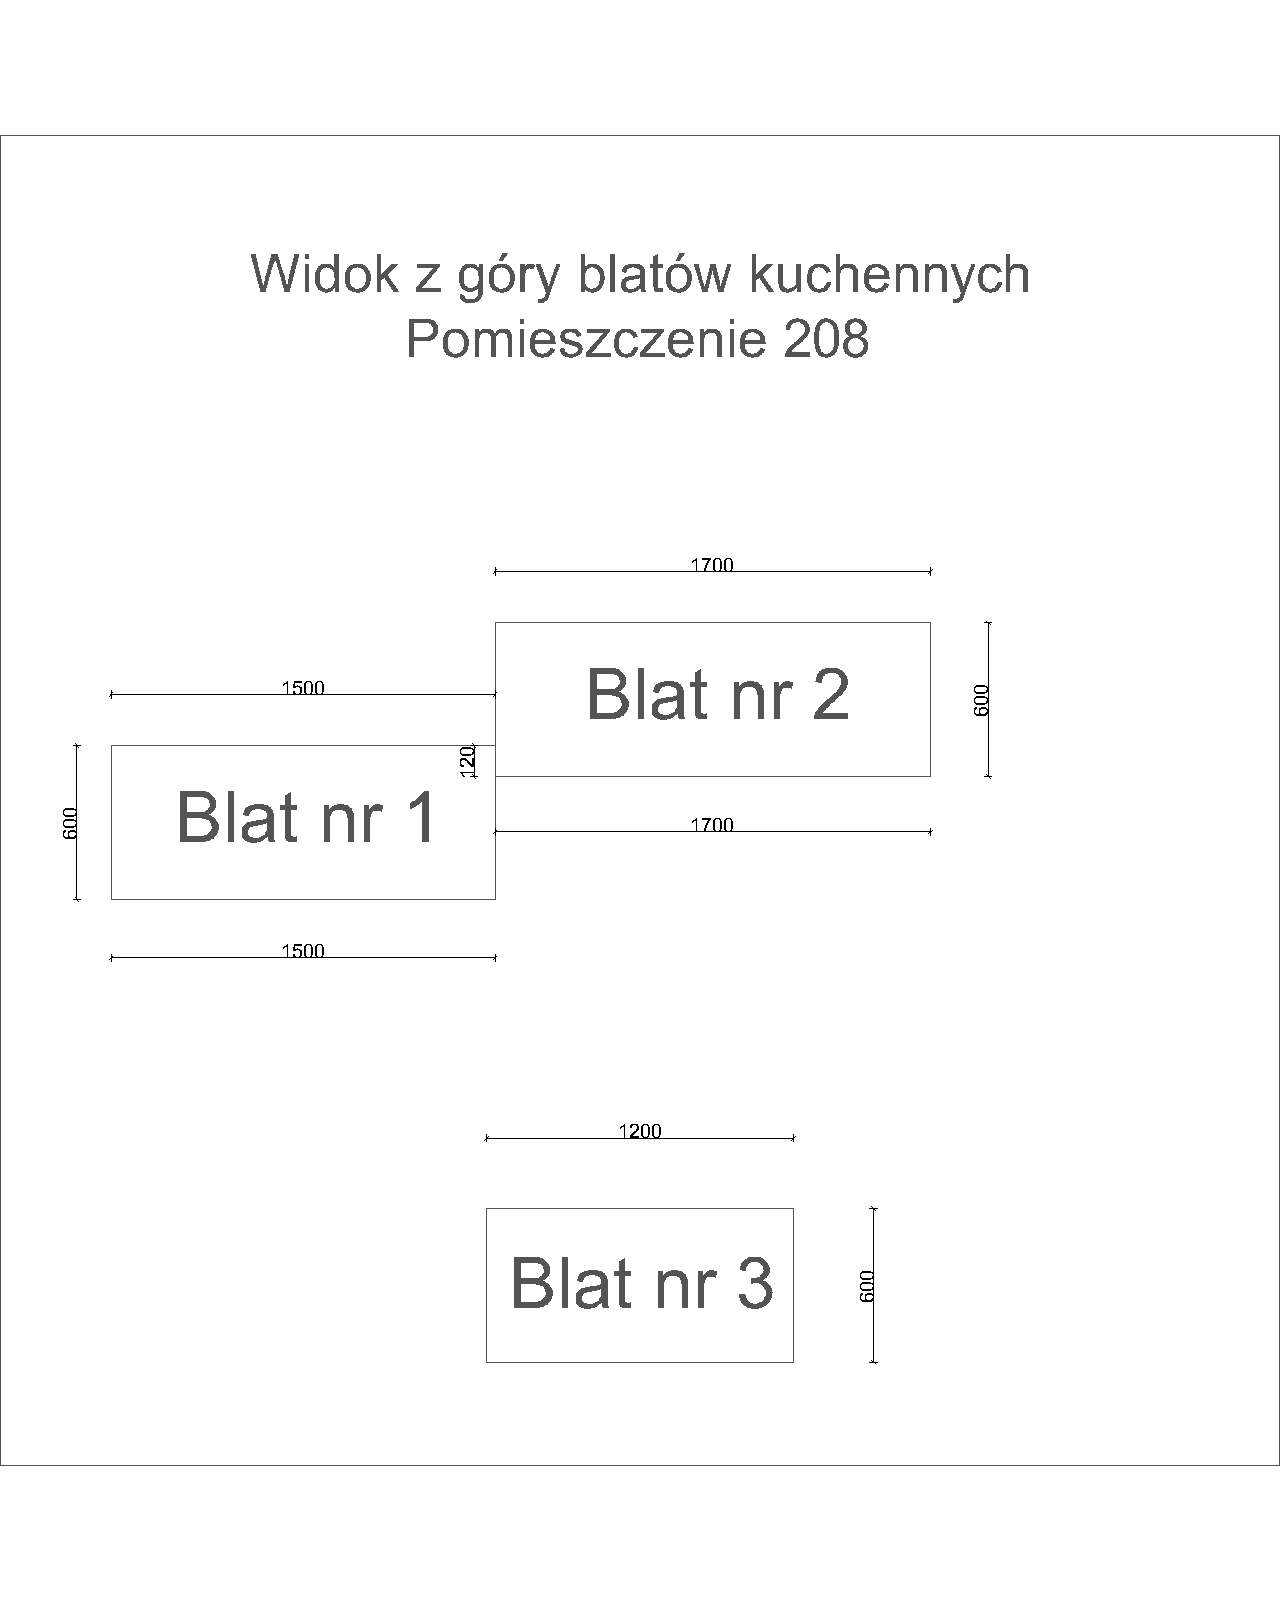 Widok z góry blatów kuchennych
Pomieszczenie 208
1700
Blat nr 2
600
1500
120
Blat nr 1
600
1700
1500
1200
Blat nr 3
600